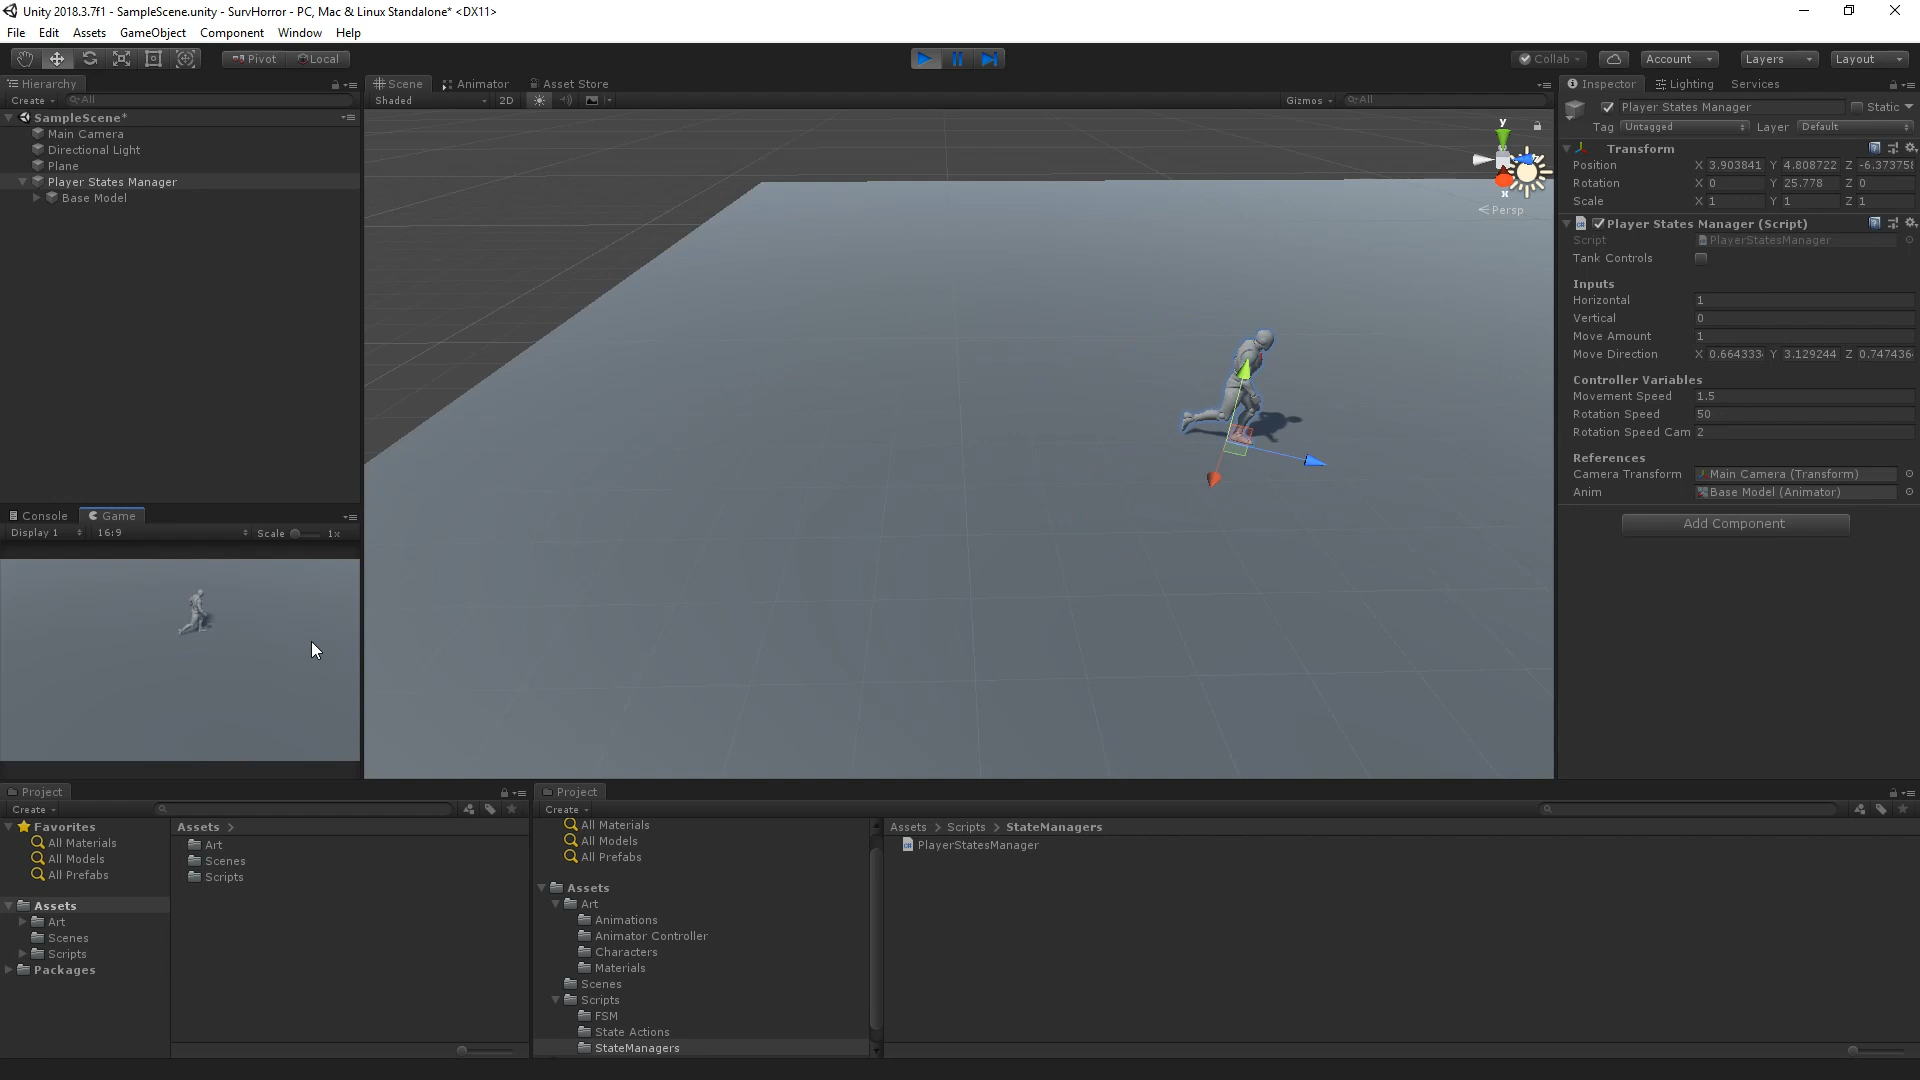 Unity 2018.3.7f1 - SampleScene.unity - SurvHorror - PC, Mac & Linux Standalone* <DX11>
File Edit Assets GameObject Component Window Help
Pivot Local Collab Account Layers Layout
Hierarchy
Create All
SampleScene*
Main Camera
Directional Light
Plane
Player States Manager
Base Model
Scene Animator Asset Store
Shaded 2D Gizmos All
y
x
Persp
Inspector Lighting Services
Player States Manager Static
Tag Untagged Layer Default
Transform
Position X 3.903841 Y 4.808722 Z -6.373758
Rotation X 0 Y 25.778 Z 0
Scale X 1 Y 1 Z 1
Player States Manager (Script)
Script PlayerStatesManager
Tank Controls
Inputs
Horizontal 1
Vertical 0
Move Amount 1
Move Direction X 0.664333 Y 3.129244 Z 0.747436
Controller Variables
Movement Speed 1.5
Rotation Speed 50
Rotation Speed Cam 2
References
Camera Transform Main Camera (Transform)
Anim Base Model (Animator)
Add Component
Console Game
Display 1 16:9 Scale 1x
Project
Create
Favorites
All Materials
All Models
All Prefabs
Assets
Art
Scenes
Scripts
Packages
Assets
Art
Scenes
Scripts
Project
Create
All Materials
All Models
All Prefabs
Assets
Art
Animations
Animator Controller
Characters
Materials
Scenes
Scripts
FSM
State Actions
StateManagers
Assets Scripts StateManagers
PlayerStatesManager